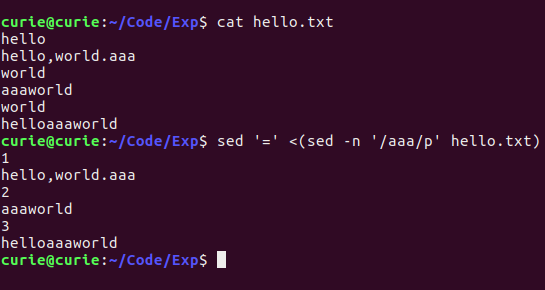 curie@curie:~/Code/Exp$ cat hello.txt
hello
hello,world.aaa
world
aaaworld
world
helloaaaworld
curie@curie:~/Code/Exp$ sed '=' <(sed -n '/aaa/p' hello.txt)
1
hello,world.aaa
2
aaaworld
3
helloaaaworld
curie@curie:~/Code/Exp$